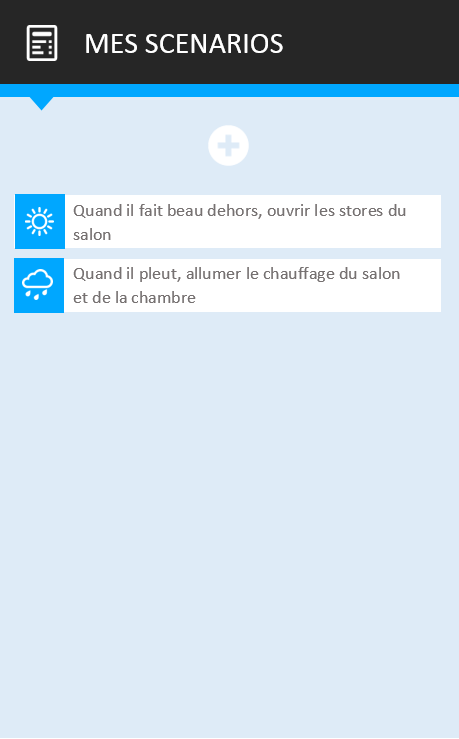 MES SCENARIOS
Quand il fait beau dehors, ouvrir les stores du
salon
Quand il pleut, allumer le chauffage du salon
et de la chambre